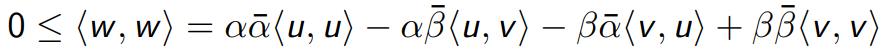 0 ≤ ⟨w, w⟩ = αᾱ⟨u, u⟩ − αβ̄⟨u, v⟩ − βᾱ⟨v, u⟩ + ββ̄⟨v, v⟩